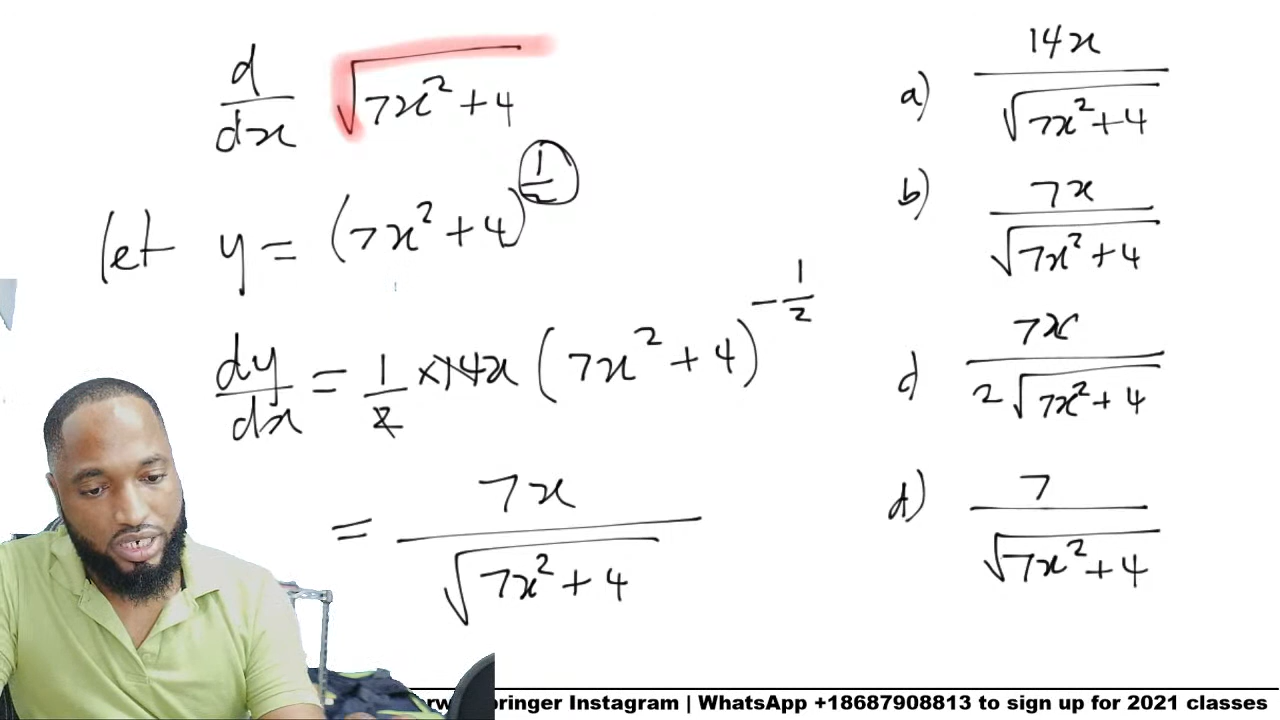 d/dx √(7x² + 4)
let y = (7x² + 4)^(1/2)
dy/dx = 1/2 × 14x (7x² + 4)^(-1/2)
= 7x / √(7x² + 4)
a) 14x / √(7x² + 4)
b) 7x / √(7x² + 4)
c) 7x / 2√(7x² + 4)
d) 7 / √(7x² + 4)
ringer Instagram | WhatsApp +18687908813 to sign up for 2021 classes